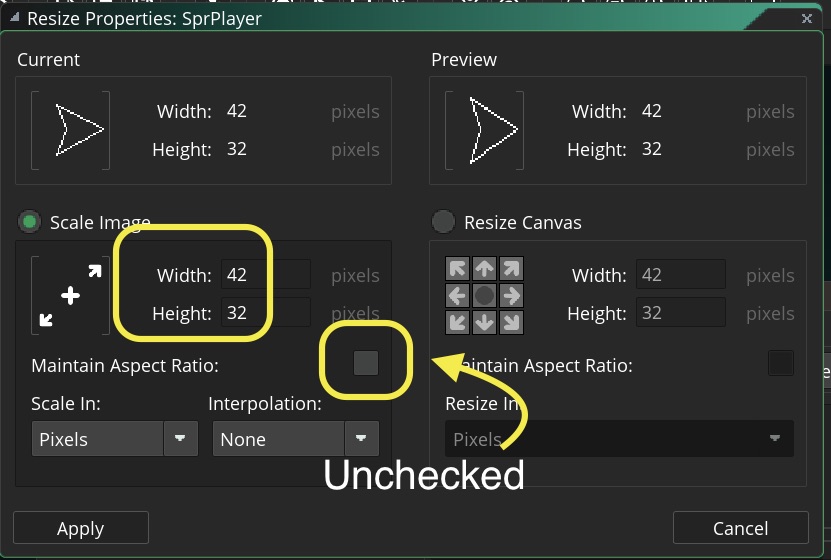 Resize Properties: SprPlayer
Current
Width: 42 pixels
Height: 32 pixels
Preview
Width: 42 pixels
Height: 32 pixels
Scale Image
Width: 42 pixels
Height: 32 pixels
Maintain Aspect Ratio:
Scale In: Interpolation:
Pixels None
Resize Canvas
Width: 42 pixels
Height: 32 pixels
Aspect Ratio:
Resize In
Pixels
Unchecked
Apply
Cancel